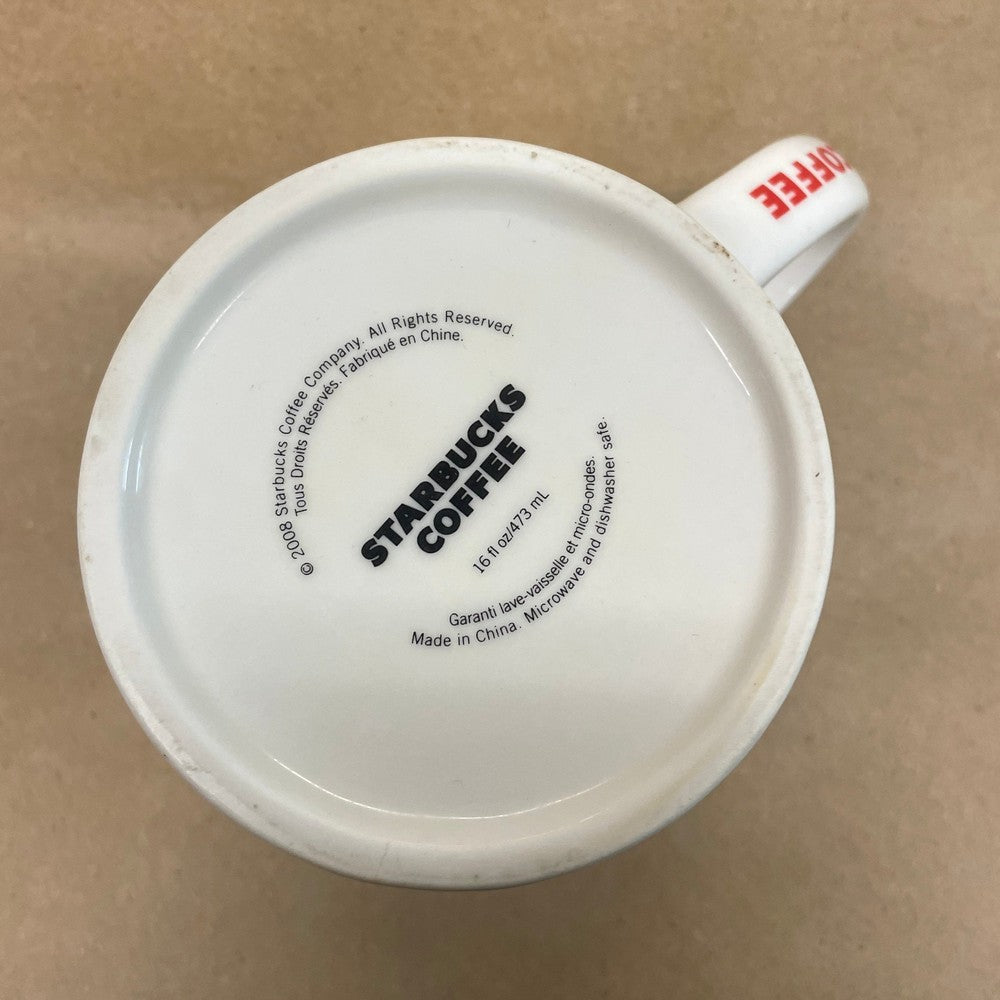 © 2008 Starbucks Coffee Company. All Rights Reserved.
Tous Droits Réservés. Fabriqué en Chine.
STARBUCKS
COFFEE
16 fl oz/473 mL
Garanti lave-vaisselle et micro-ondes.
Made in China. Microwave and dishwasher safe.
COFFEE